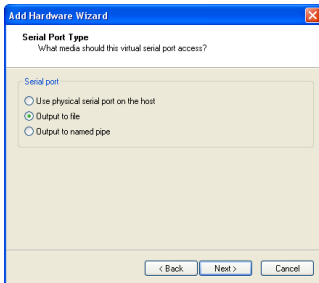 Add Hardware Wizard
Serial Port Type
What media should this virtual serial port access?
Serial port
Use physical serial port on the host
Output to file
Output to named pipe
< Back
Next >
Cancel